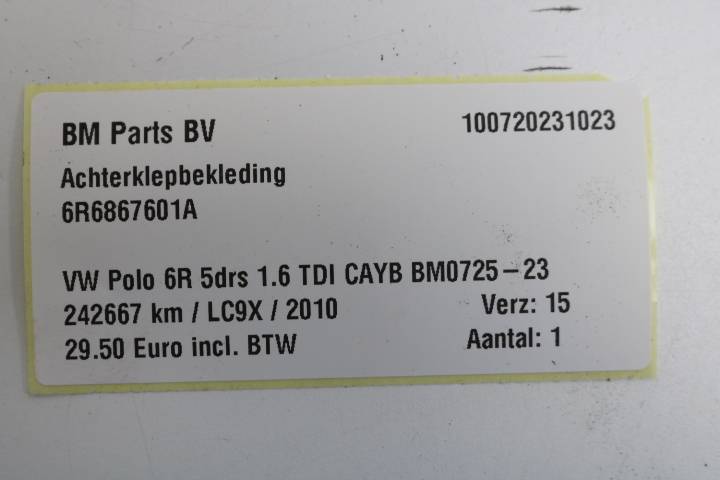 BM Parts BV 100720231023
Achterklepbekleding
6R6867601A
VW Polo 6R 5drs 1.6 TDI CAYB BM0725-23
242667 km / LC9X / 2010 Verz: 15
29.50 Euro incl. BTW Aantal: 1